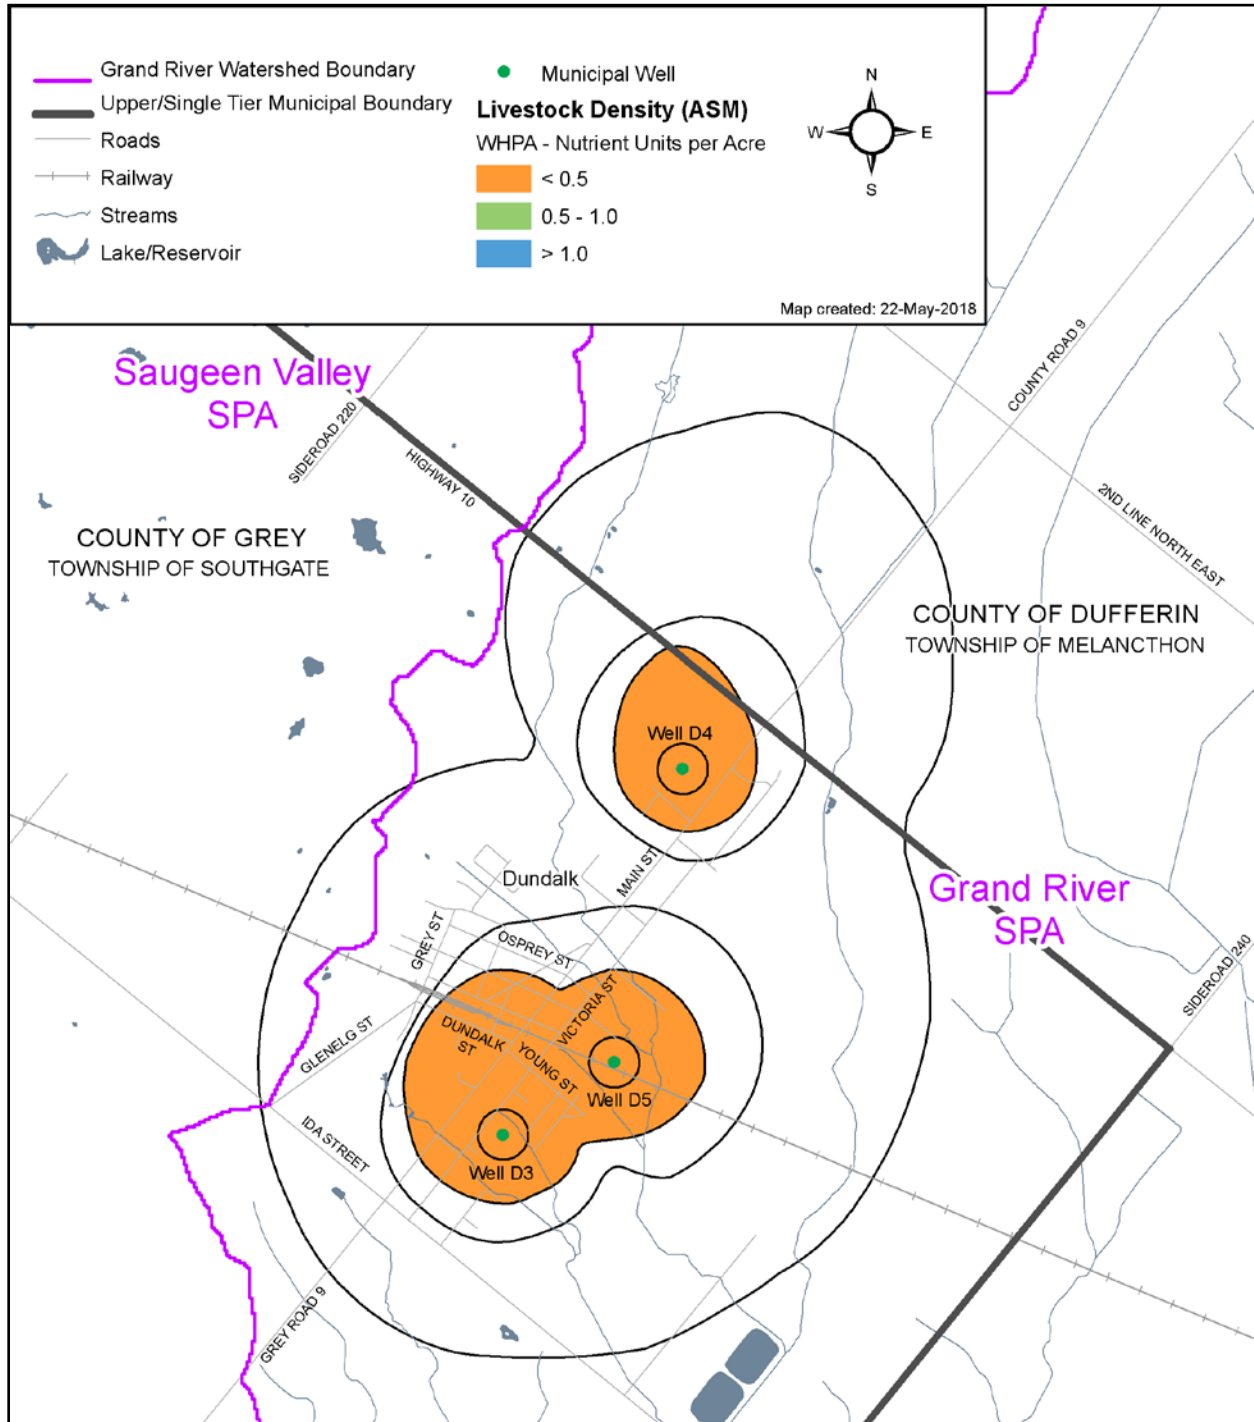 Grand River Watershed Boundary
Upper/Single Tier Municipal Boundary
Roads
Railway
Streams
Lake/Reservoir
Municipal Well
Livestock Density (ASM)
WHPA - Nutrient Units per Acre
< 0.5
0.5 - 1.0
> 1.0
N
W
E
S
Map created: 22-May-2018
Saugeen Valley
SPA
SIDEROAD 220
HIGHWAY 10
COUNTY ROAD 9
2ND LINE NORTH EAST
COUNTY OF GREY
TOWNSHIP OF SOUTHGATE
COUNTY OF DUFFERIN
TOWNSHIP OF MELANCTHON
Well D4
Dundalk
MAIN ST
Grand River
SPA
GREY ST
OSPREY ST
SIDEROAD 240
VICTORIA ST
GLENELG ST
DUNDALK
ST
YOUNG ST
Well D5
IDA STREET
Well D3
GREY ROAD 9